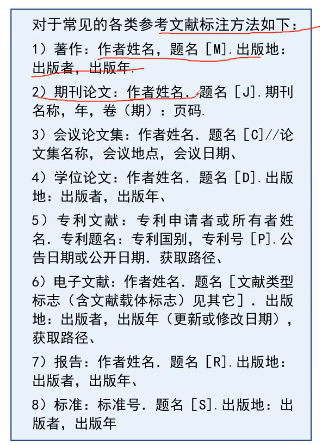 对于常见的各类参考文献标注方法如下：
1）著作：作者姓名，题名［M］.出版地：
出版者，出版年.
2）期刊论文：作者姓名．题名［J］.期刊
名称，年，卷（期）：页码.
3）会议论文集：作者姓名．题名［C］//论
文集名称，会议地点，会议日期、
4）学位论文：作者姓名．题名［D］.出版
地：出版者，出版年、
5）专利文献：专利申请者或所有者姓
名．专利题名：专利国别，专利号［P］.公
告日期或公开日期．获取路径、
6）电子文献：作者姓名．题名［文献类型
标志（含文献载体标志）见其它］．出版
地：出版者，出版年（更新或修改日期），
获取路径、
7）报告：作者姓名．题名［R］.出版地：
出版者，出版年、
8）标准：标准号．题名［S］.出版地：出
版者，出版年